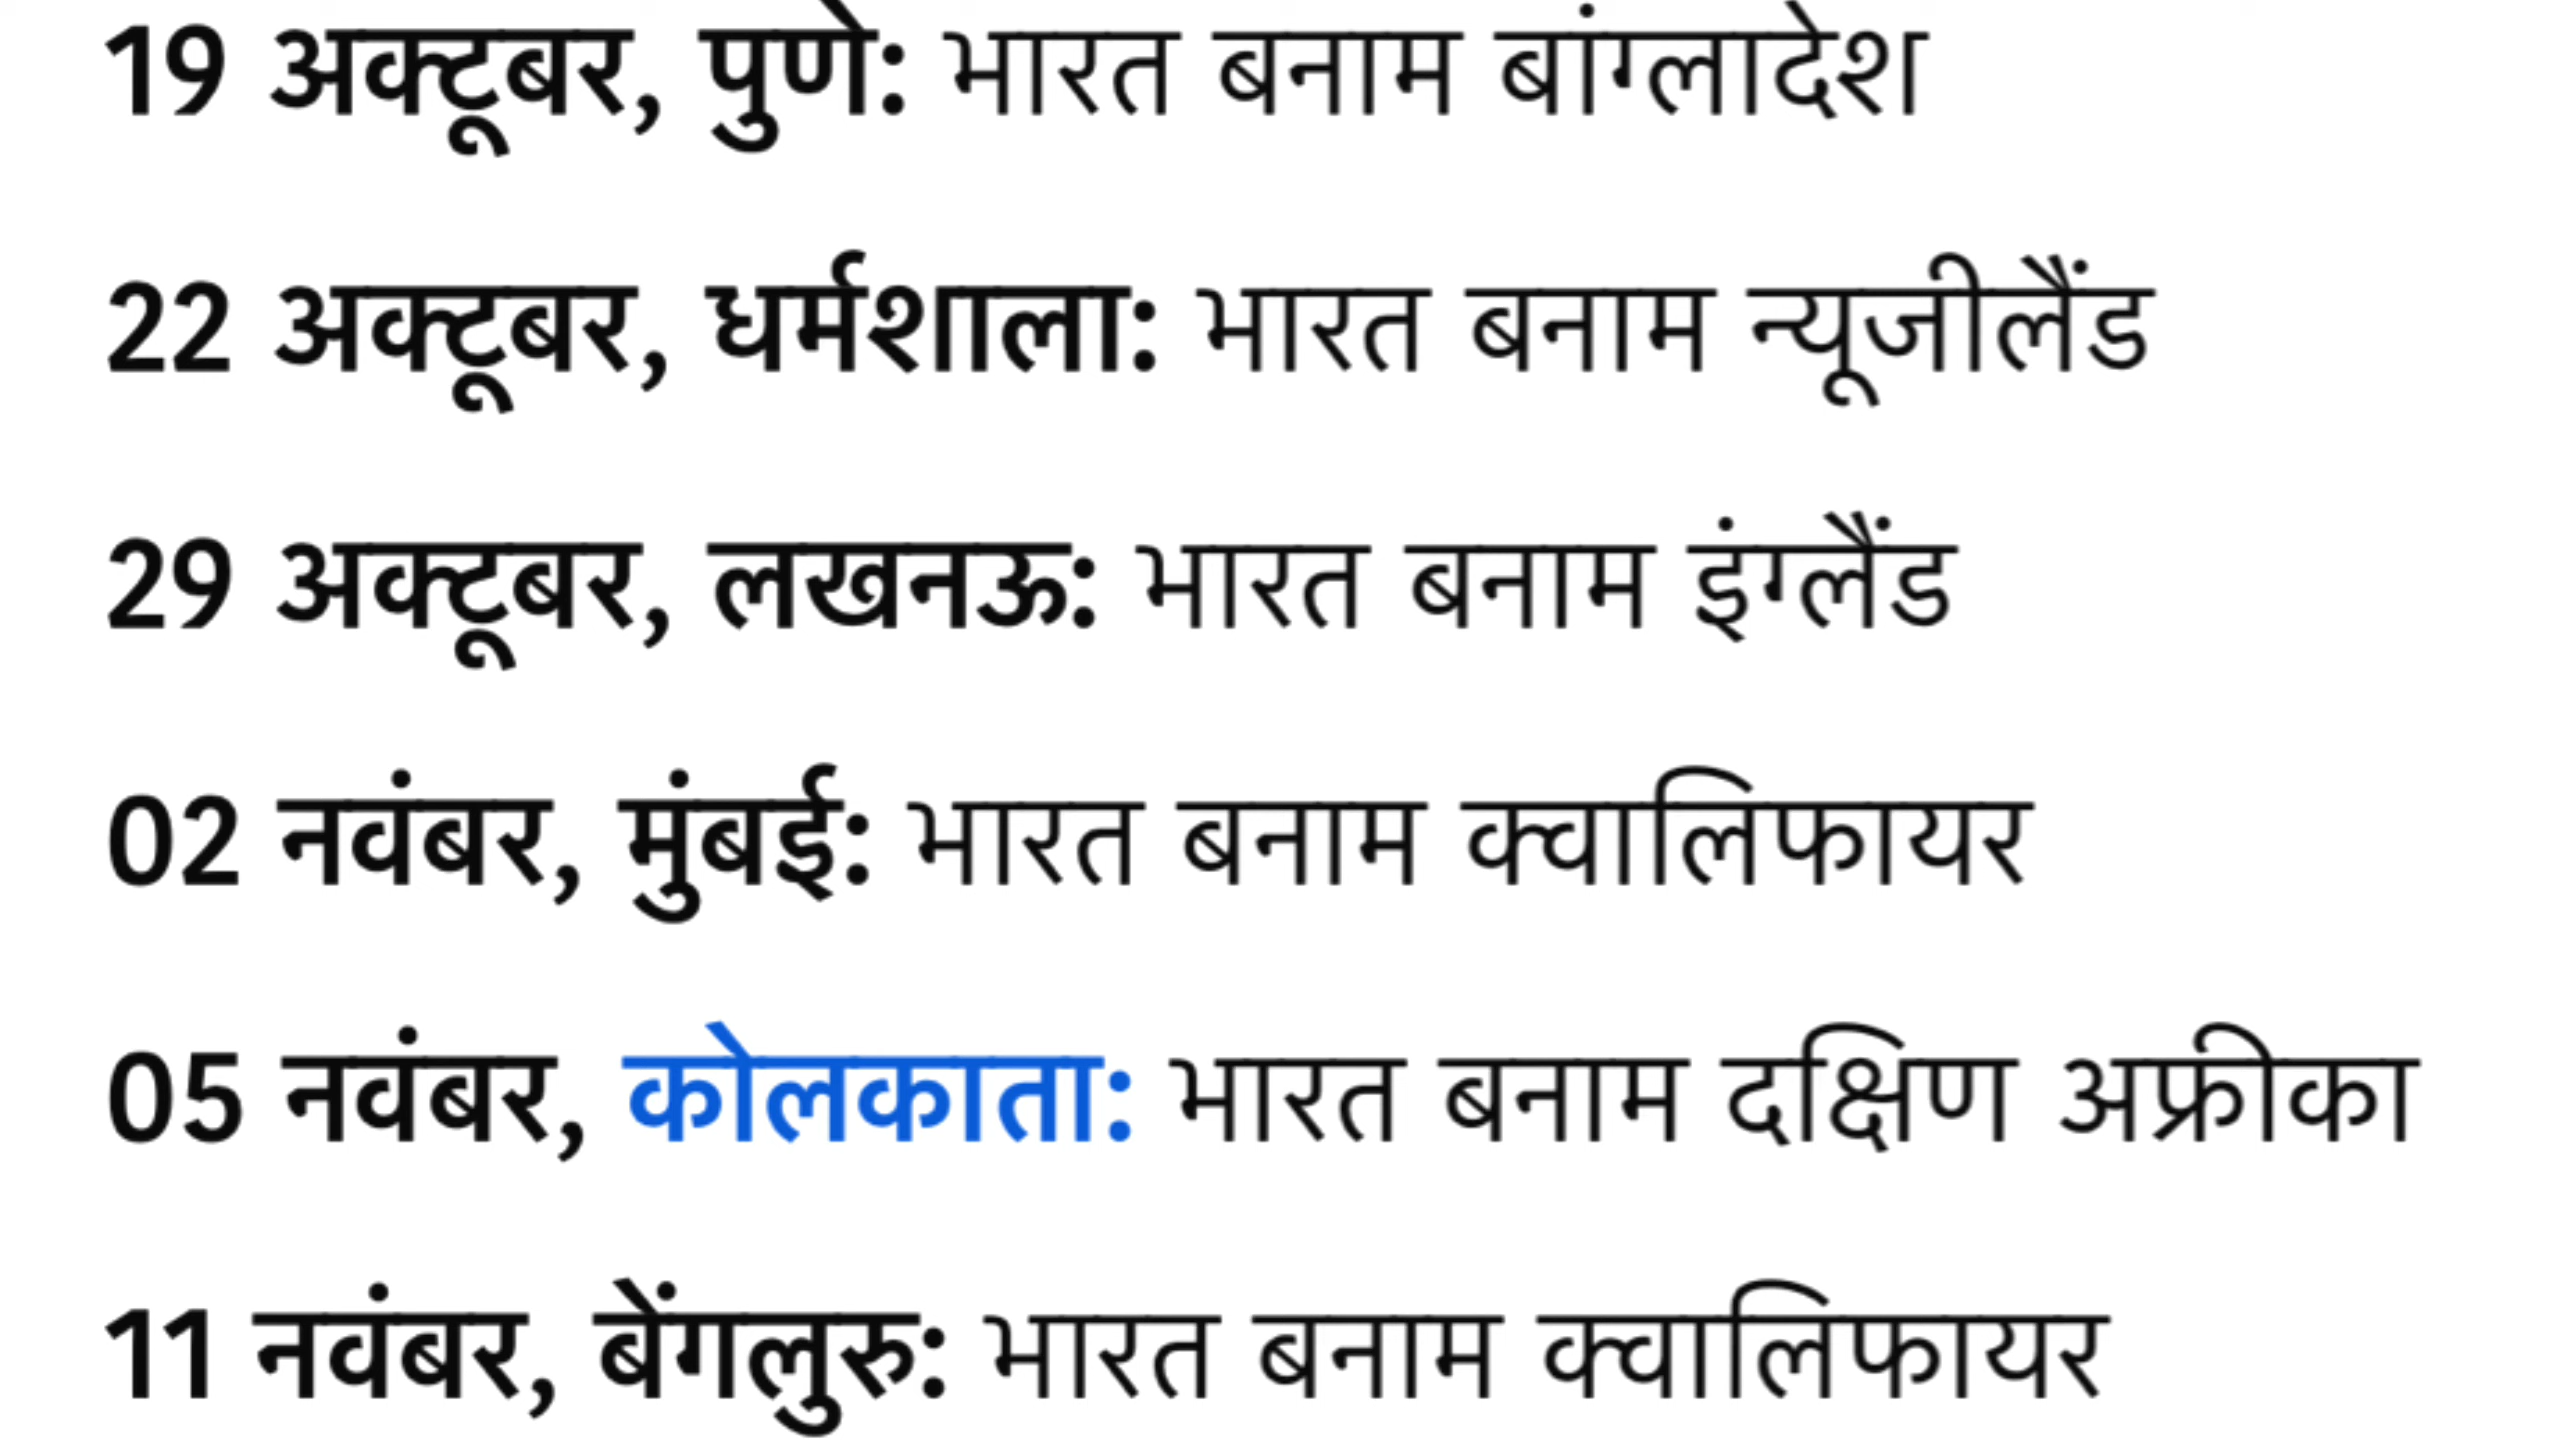 19 अक्टूबर, पुणे: भारत बनाम बांग्लादेश
22 अक्टूबर, धर्मशाला: भारत बनाम न्यूजीलैंड
29 अक्टूबर, लखनऊ: भारत बनाम इंग्लैंड
02 नवंबर, मुंबई: भारत बनाम क्वालिफायर
05 नवंबर, कोलकाता: भारत बनाम दक्षिण अफ्रीका
11 नवंबर, बेंगलुरु: भारत बनाम क्वालिफायर